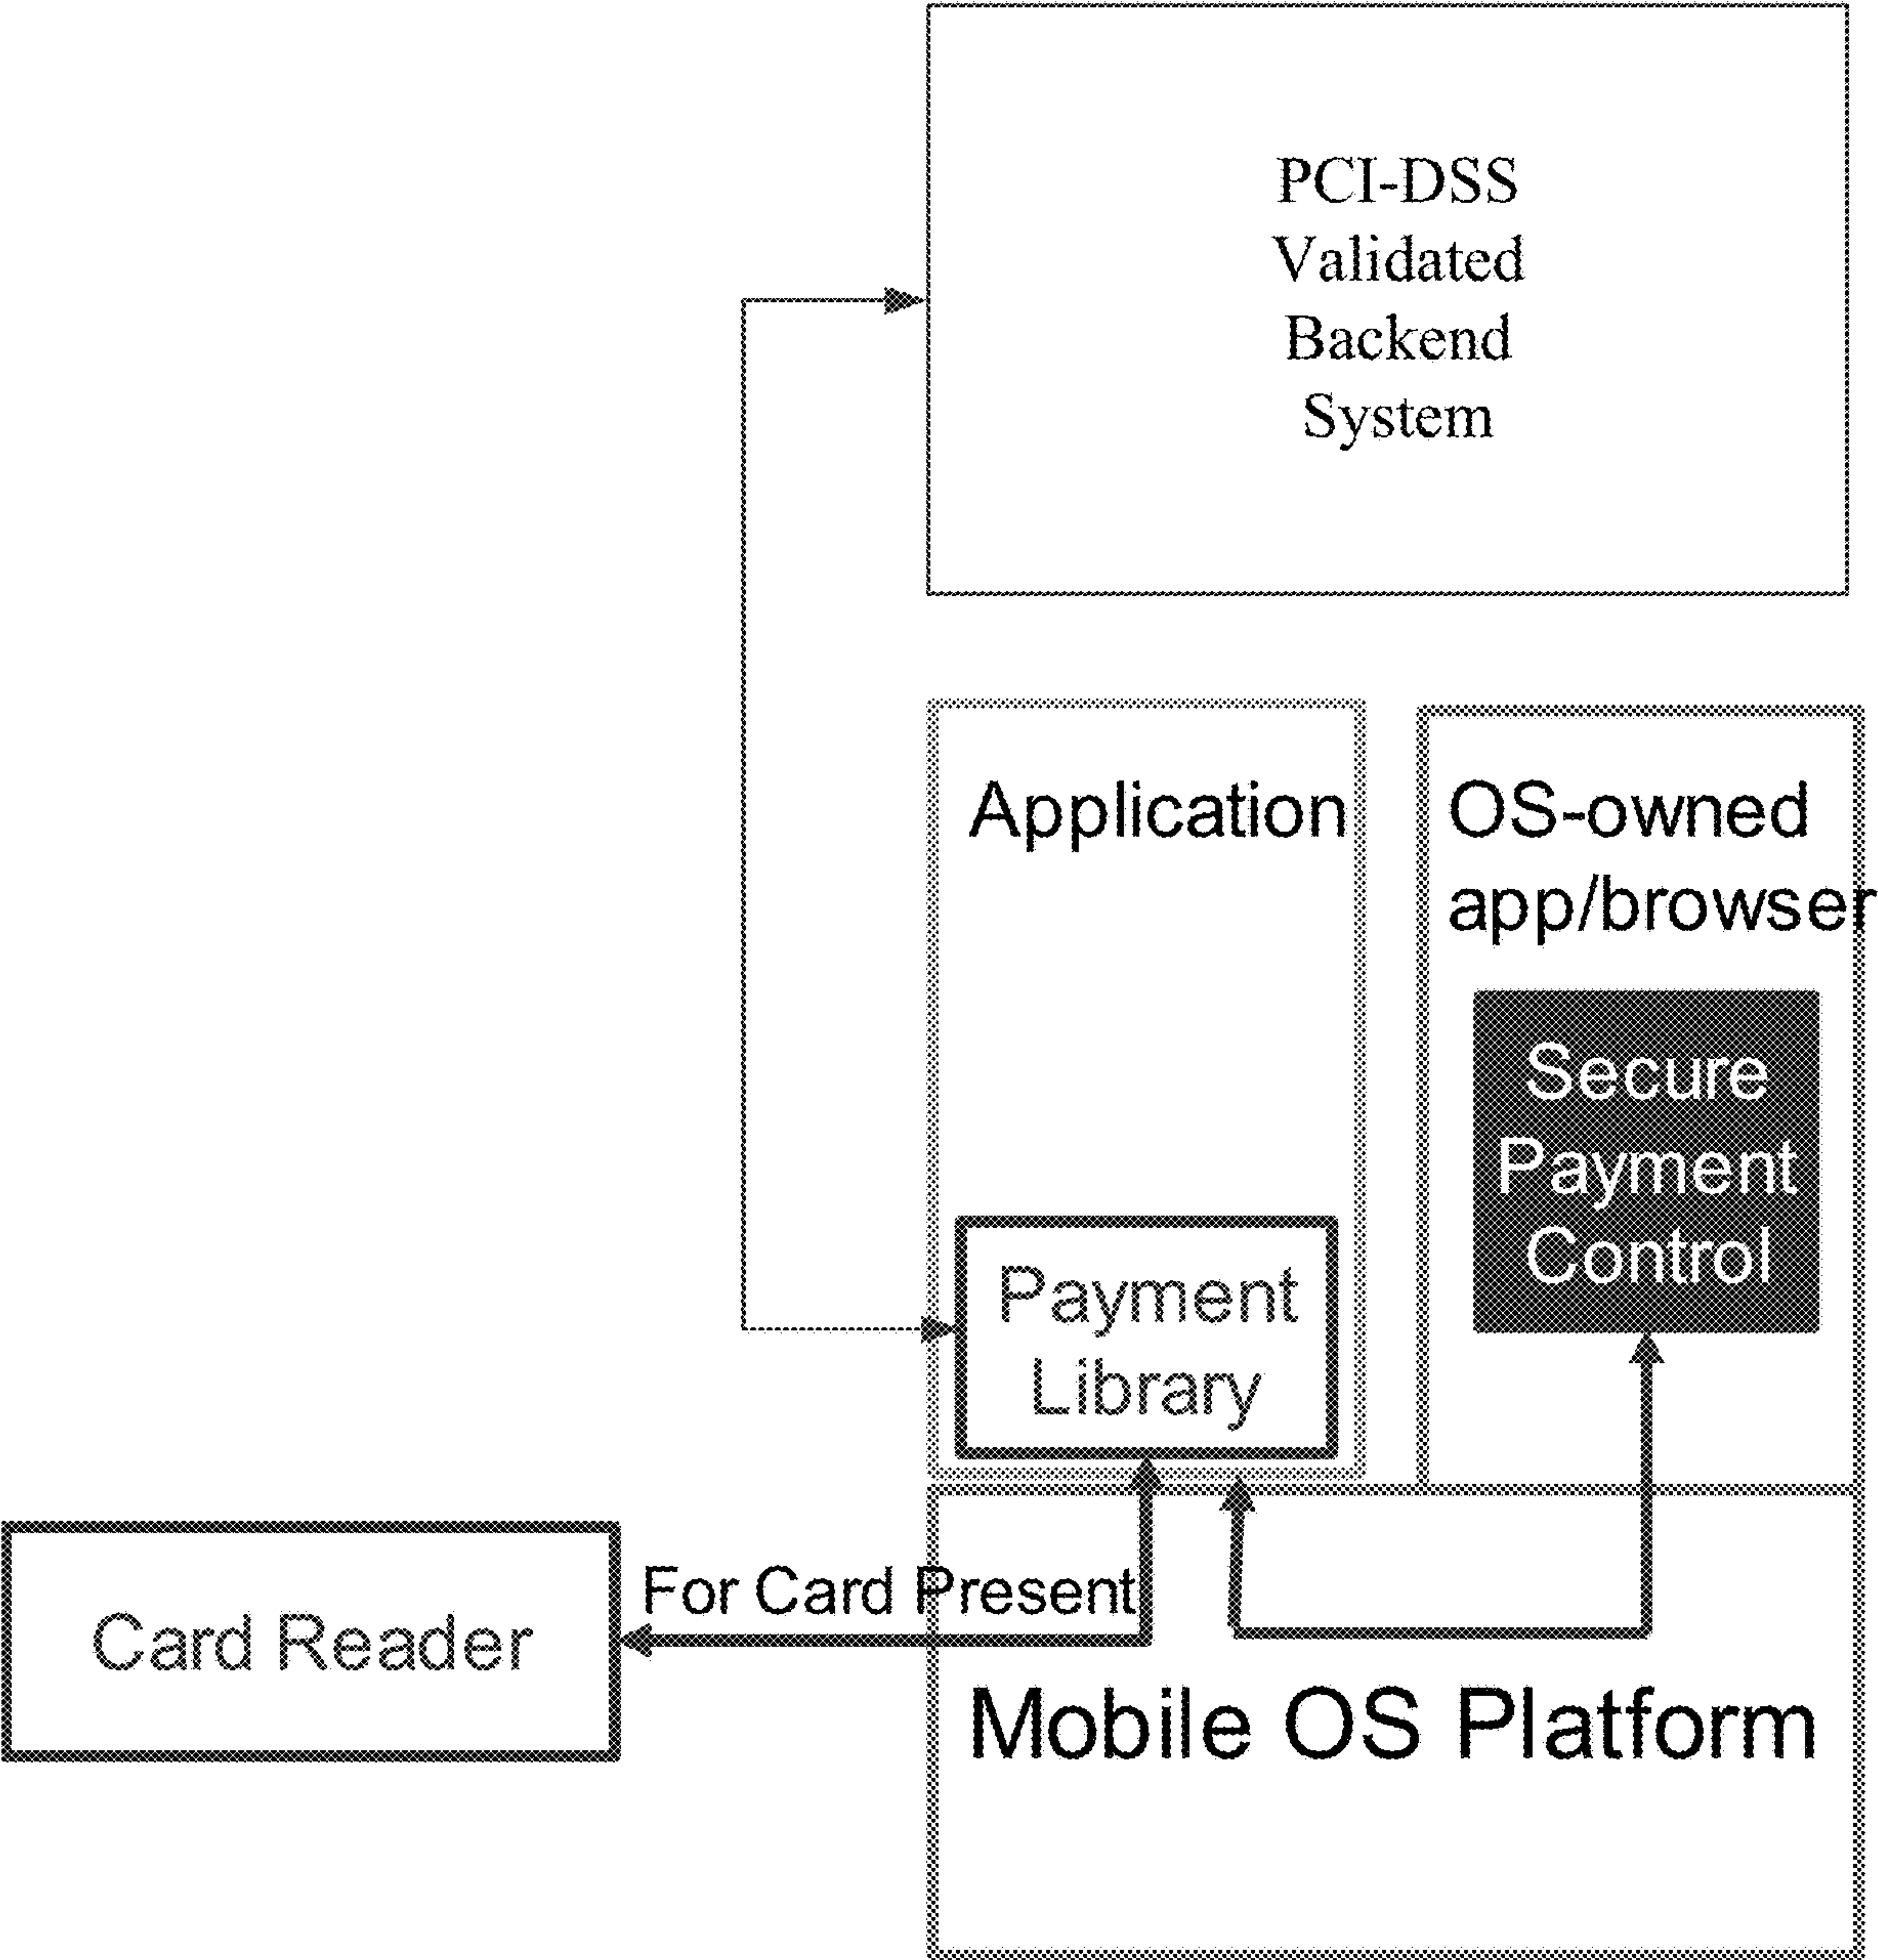 PCI-DSS
Validated
Backend
System
Application
OS-owned
app/browser
Secure
Payment
Control
Payment
Library
For Card Present
Card Reader
Mobile OS Platform